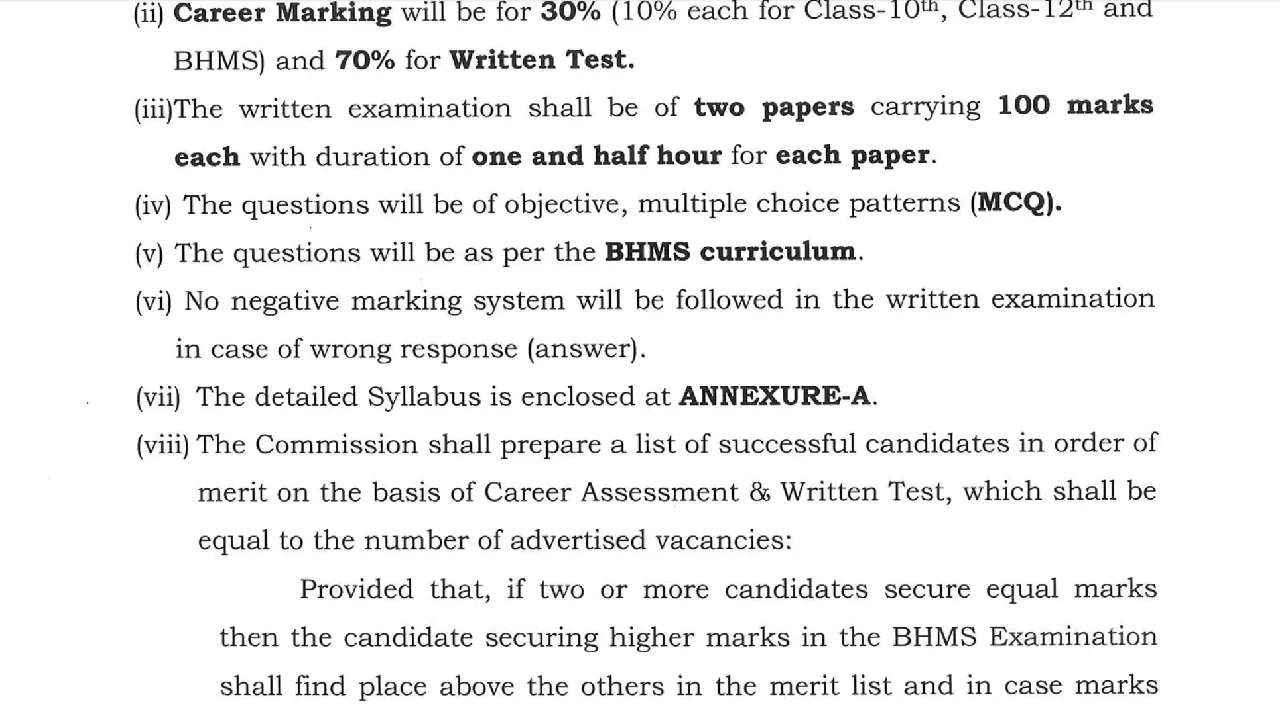 (ii) Career Marking will be for 30% (10% each for Class-10th, Class-12th and
BHMS) and 70% for Written Test.
(iii)The written examination shall be of two papers carrying 100 marks
each with duration of one and half hour for each paper.
(iv) The questions will be of objective, multiple choice patterns (MCQ).
(v) The questions will be as per the BHMS curriculum.
(vi) No negative marking system will be followed in the written examination
in case of wrong response (answer).
(vii) The detailed Syllabus is enclosed at ANNEXURE-A.
(viii) The Commission shall prepare a list of successful candidates in order of
merit on the basis of Career Assessment & Written Test, which shall be
equal to the number of advertised vacancies:
Provided that, if two or more candidates secure equal marks
then the candidate securing higher marks in the BHMS Examination
shall find place above the others in the merit list and in case marks